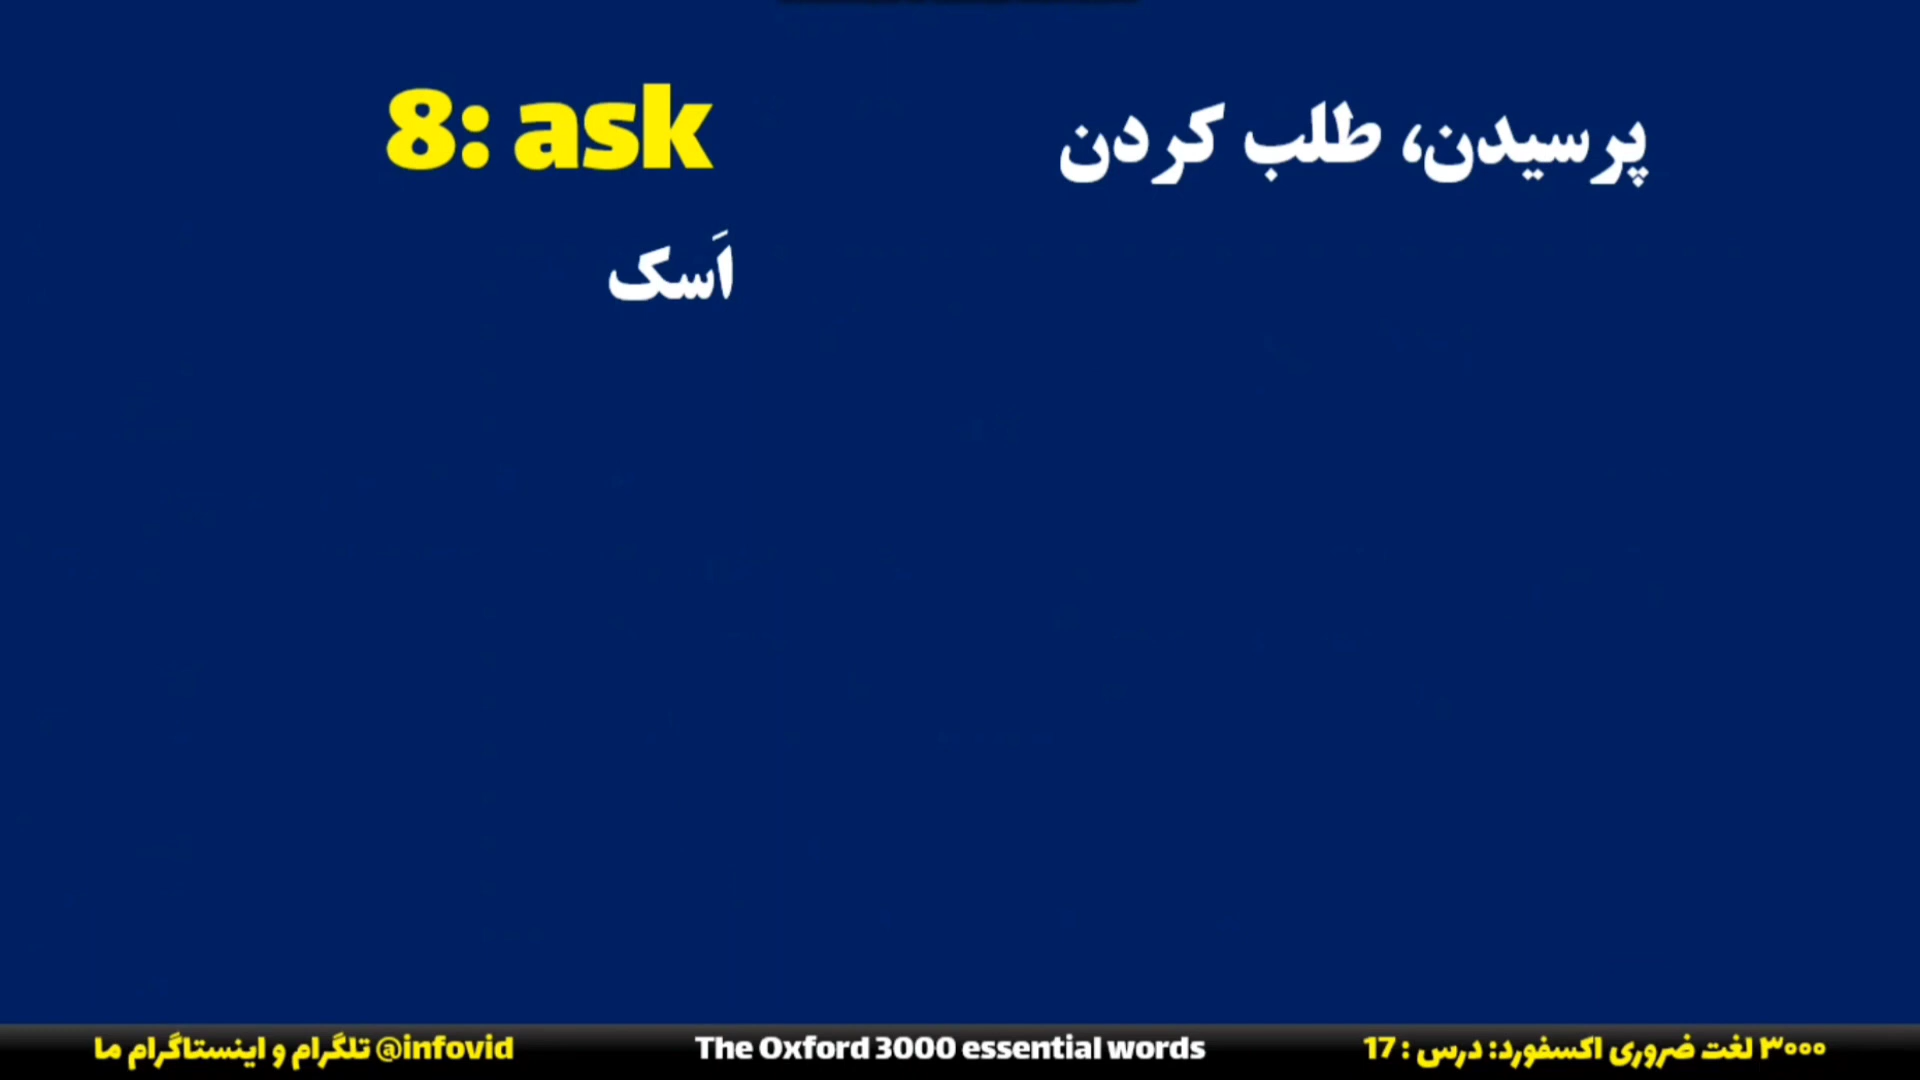 8: ask
پرسیدن، طلب کردن
اَسک
تلگرام و اینستاگرام ما @infovid
The Oxford 3000 essential words
۳۰۰۰ لغت ضروری اکسفورد: درس : 17